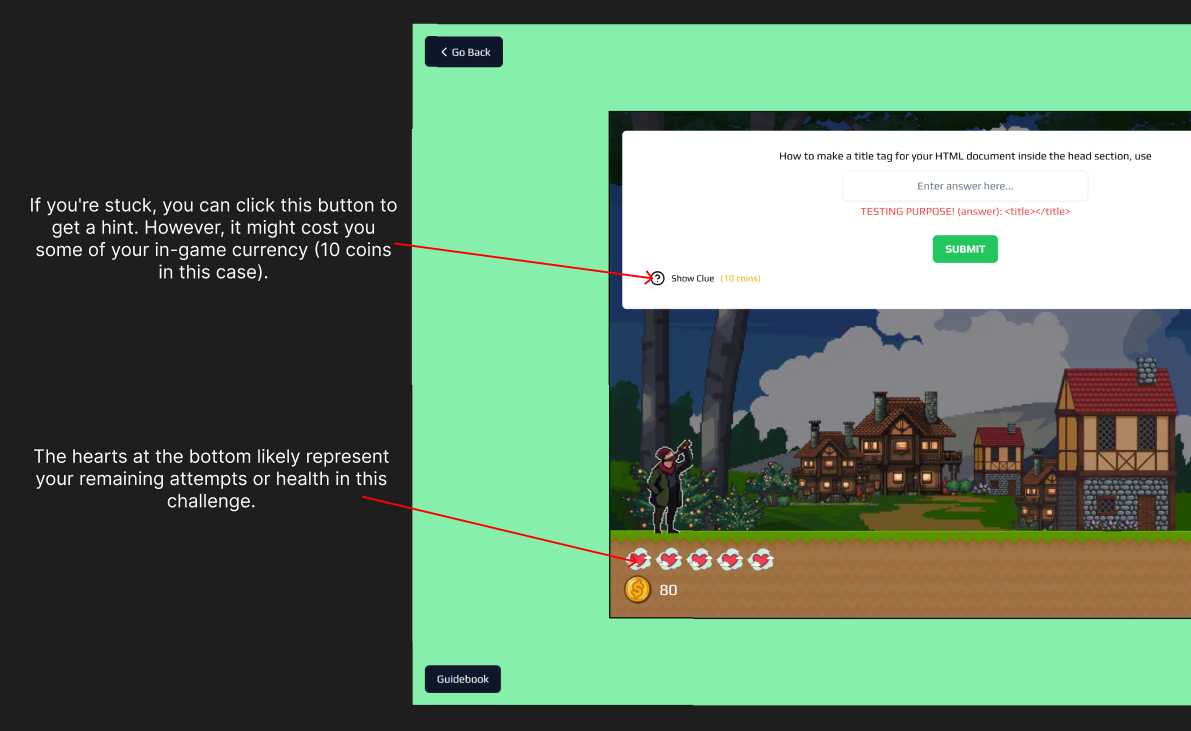 Go Back
How to make a title tag for your HTML document inside the head section, use
Enter answer here...
TESTING PURPOSE! (answer): <title></title>
SUBMIT
Show Clue (10 coins)
If you're stuck, you can click this button to
get a hint. However, it might cost you
some of your in-game currency (10 coins
in this case).
The hearts at the bottom likely represent
your remaining attempts or health in this
challenge.
80
Guidebook